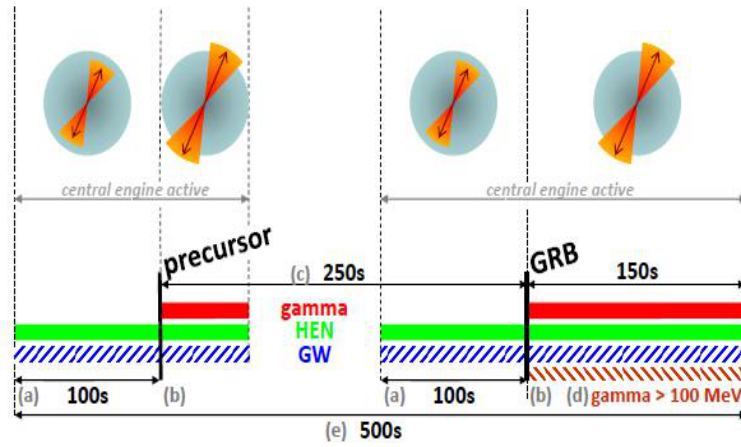 central engine active
central engine active
precursor
GRB
(c) 250s
150s
gamma
HEN
GW
(a) 100s
(b)
(a) 100s
(b) (d) gamma > 100 MeV
(e) 500s